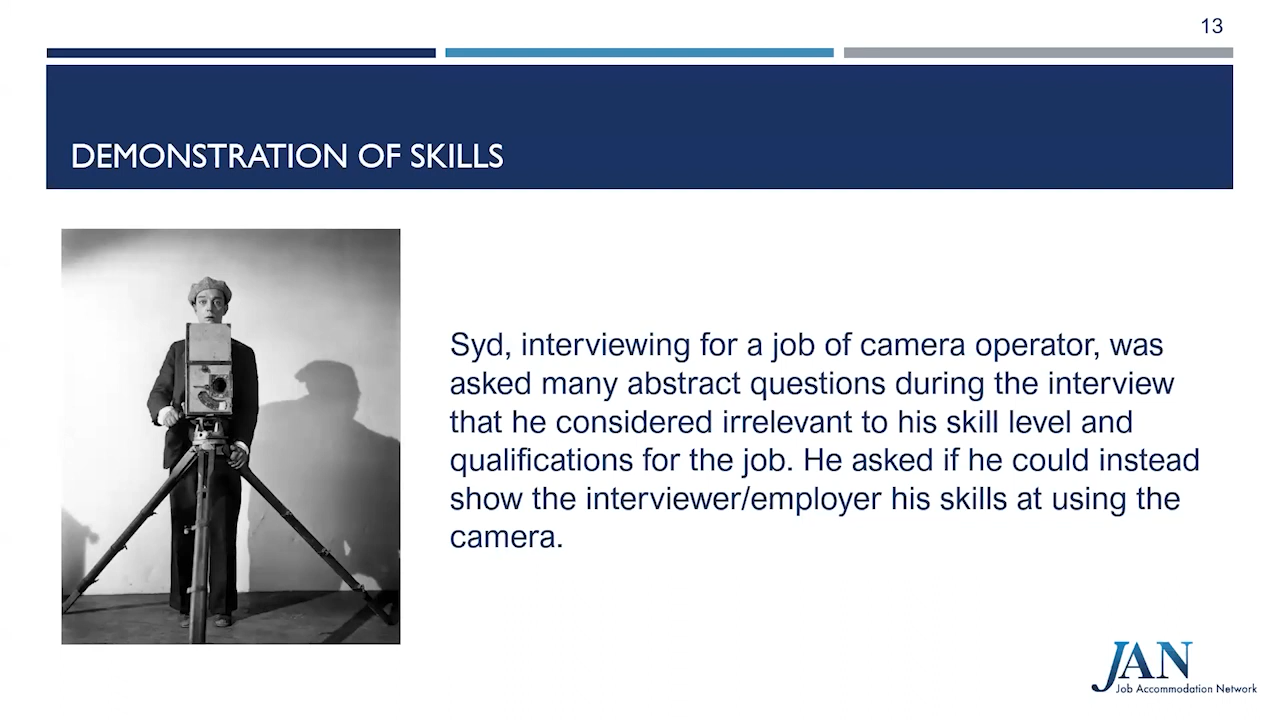 13
DEMONSTRATION OF SKILLS
Syd, interviewing for a job of camera operator, was
asked many abstract questions during the interview
that he considered irrelevant to his skill level and
qualifications for the job. He asked if he could instead
show the interviewer/employer his skills at using the
camera.
JAN
Job Accommodation Network